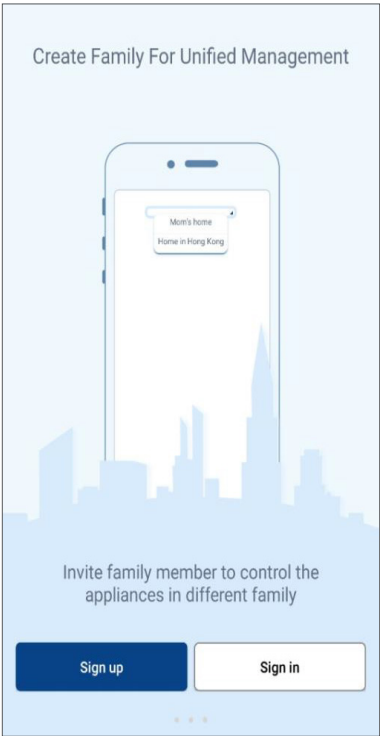 Create Family For Unified Management
Mom's home
Home in Hong Kong
Invite family member to control the
appliances in different family
Sign up
Sign in